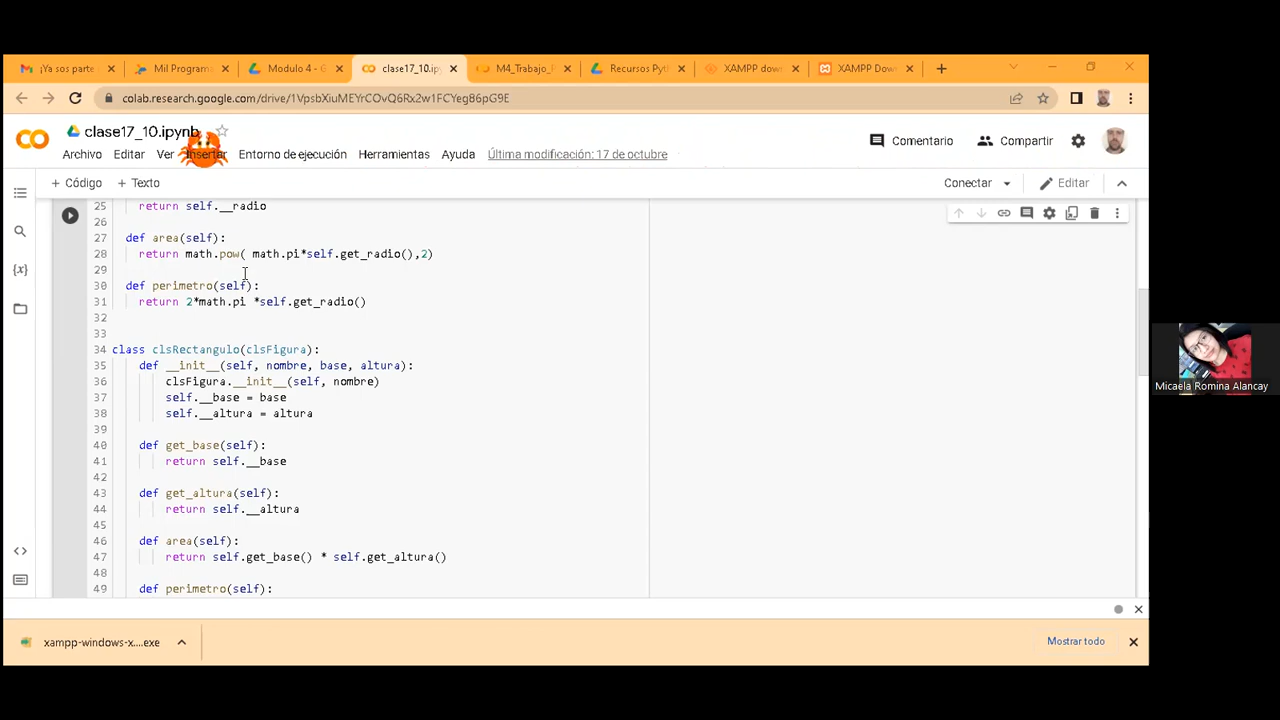 ¡Ya sos parte
Mil Programa
Modulo 4 - G
clase17_10.ipy
M4_Trabajo_
Recursos Pyt
XAMPP down
XAMPP Dow
colab.research.google.com/drive/1VpsbXiuMEYrCOvQ6Rx2w1FCYeg86pG9E
clase17_10.ipynb
Comentario
Compartir
Archivo Editar Ver Insertar Entorno de ejecución Herramientas Ayuda Última modificación: 17 de octubre
+ Código + Texto
Conectar
Editar
25 return self.__radio
26
27 def area(self):
28 return math.pow( math.pi*self.get_radio(),2)
29
30 def perimetro(self):
31 return 2*math.pi *self.get_radio()
32
33
34 class clsRectangulo(clsFigura):
35 def __init__(self, nombre, base, altura):
36 clsFigura.__init__(self, nombre)
37 self.__base = base
38 self.__altura = altura
39
40 def get_base(self):
41 return self.__base
42
43 def get_altura(self):
44 return self.__altura
45
46 def area(self):
47 return self.get_base() * self.get_altura()
48
49 def perimetro(self):
Micaela Romina Alancay
xampp-windows-x....exe
Mostrar todo